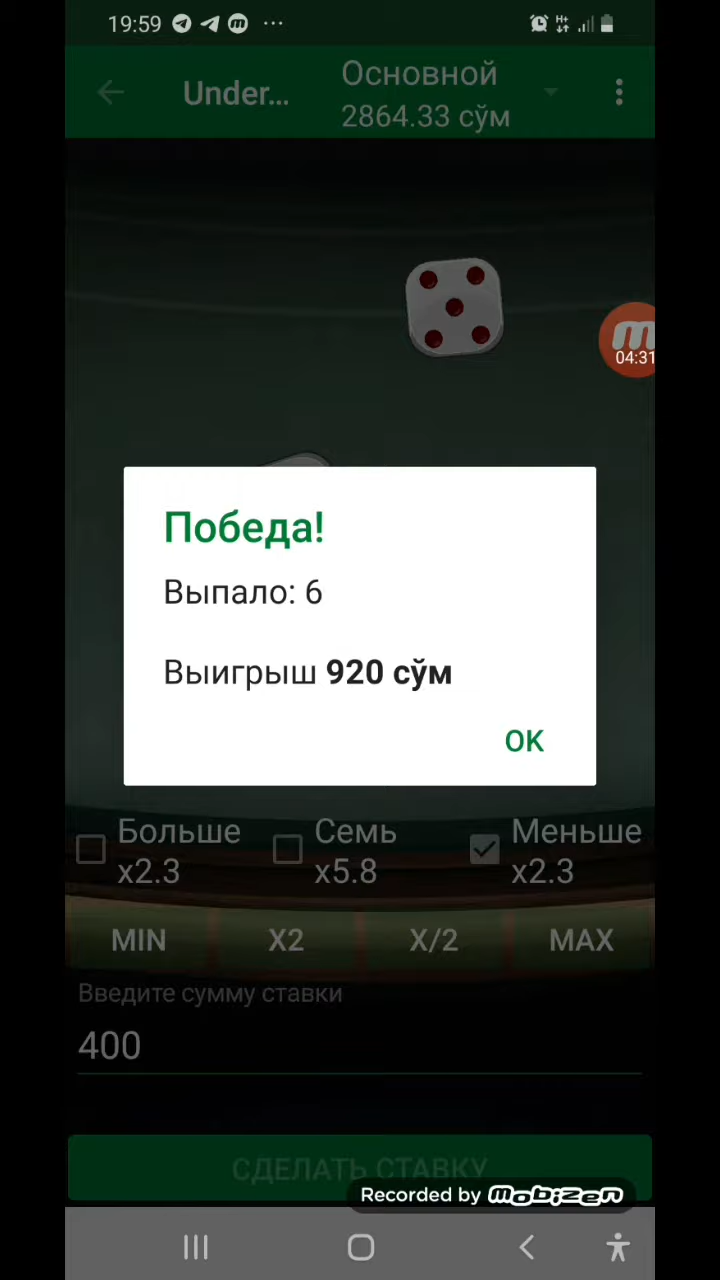 19:59
Under...
Основной
2864.33 сўм
04:31
Победа!
Выпало: 6
Выигрыш 920 сўм
OK
Больше
x2.3
Семь
x5.8
Меньше
x2.3
MIN
X2
X/2
MAX
Введите сумму ставки
400
СДЕЛАТЬ СТАВКУ
Recorded by mobizen